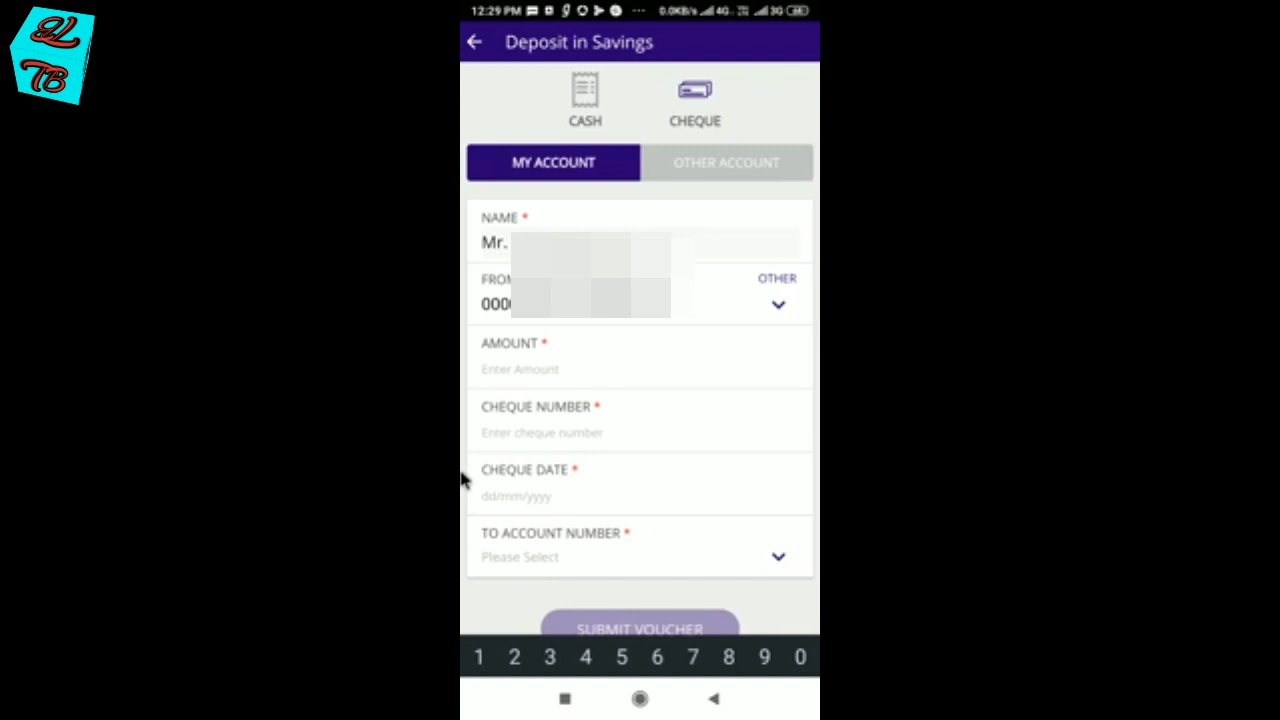 QL
TB
12:29 PM
0.0KB/s 4G 3G
Deposit in Savings
CASH
CHEQUE
MY ACCOUNT
OTHER ACCOUNT
NAME *
Mr.
FROM
OTHER
000
AMOUNT *
Enter Amount
CHEQUE NUMBER *
Enter cheque number
CHEQUE DATE *
dd/mm/yyyy
TO ACCOUNT NUMBER *
Please Select
SUBMIT VOUCHER
1 2 3 4 5 6 7 8 9 0